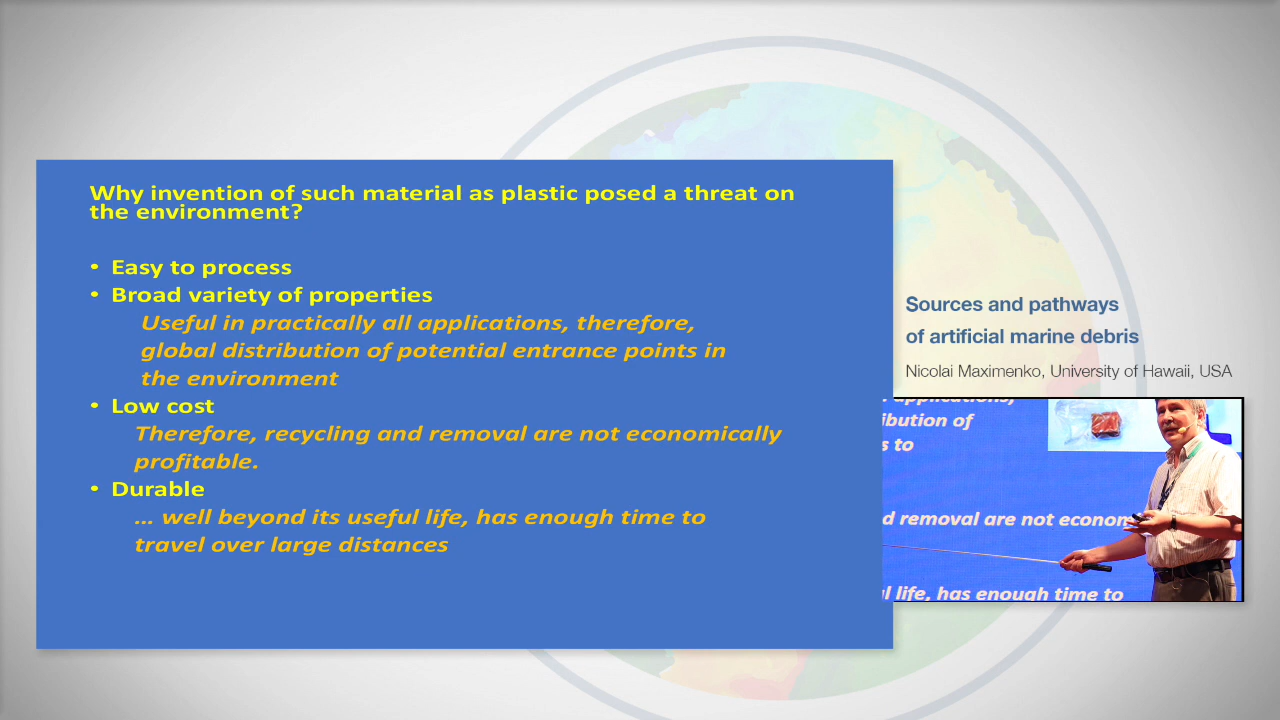 Why invention of such material as plastic posed a threat on
the environment?
• Easy to process
• Broad variety of properties
Useful in practically all applications, therefore,
global distribution of potential entrance points in
the environment
• Low cost
Therefore, recycling and removal are not economically
profitable.
• Durable
... well beyond its useful life, has enough time to
travel over large distances
Sources and pathways
of artificial marine debris
Nicolai Maximenko, University of Hawaii, USA
applications,
ibution of
s to
d removal are not econom
l life, has enough time to